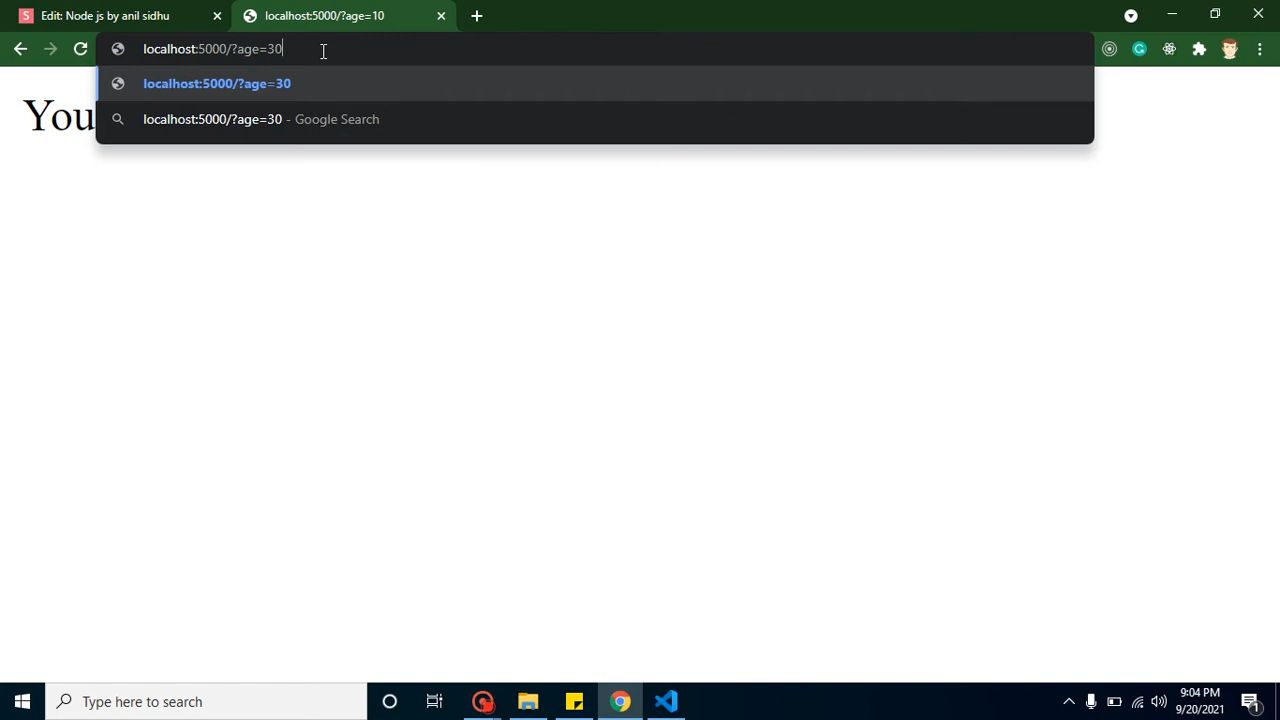 Edit: Node js by anil sidhu
localhost:5000/?age=10
localhost:5000/?age=30
localhost:5000/?age=30
localhost:5000/?age=30 - Google Search
You
Type here to search
9:04 PM
9/20/2021